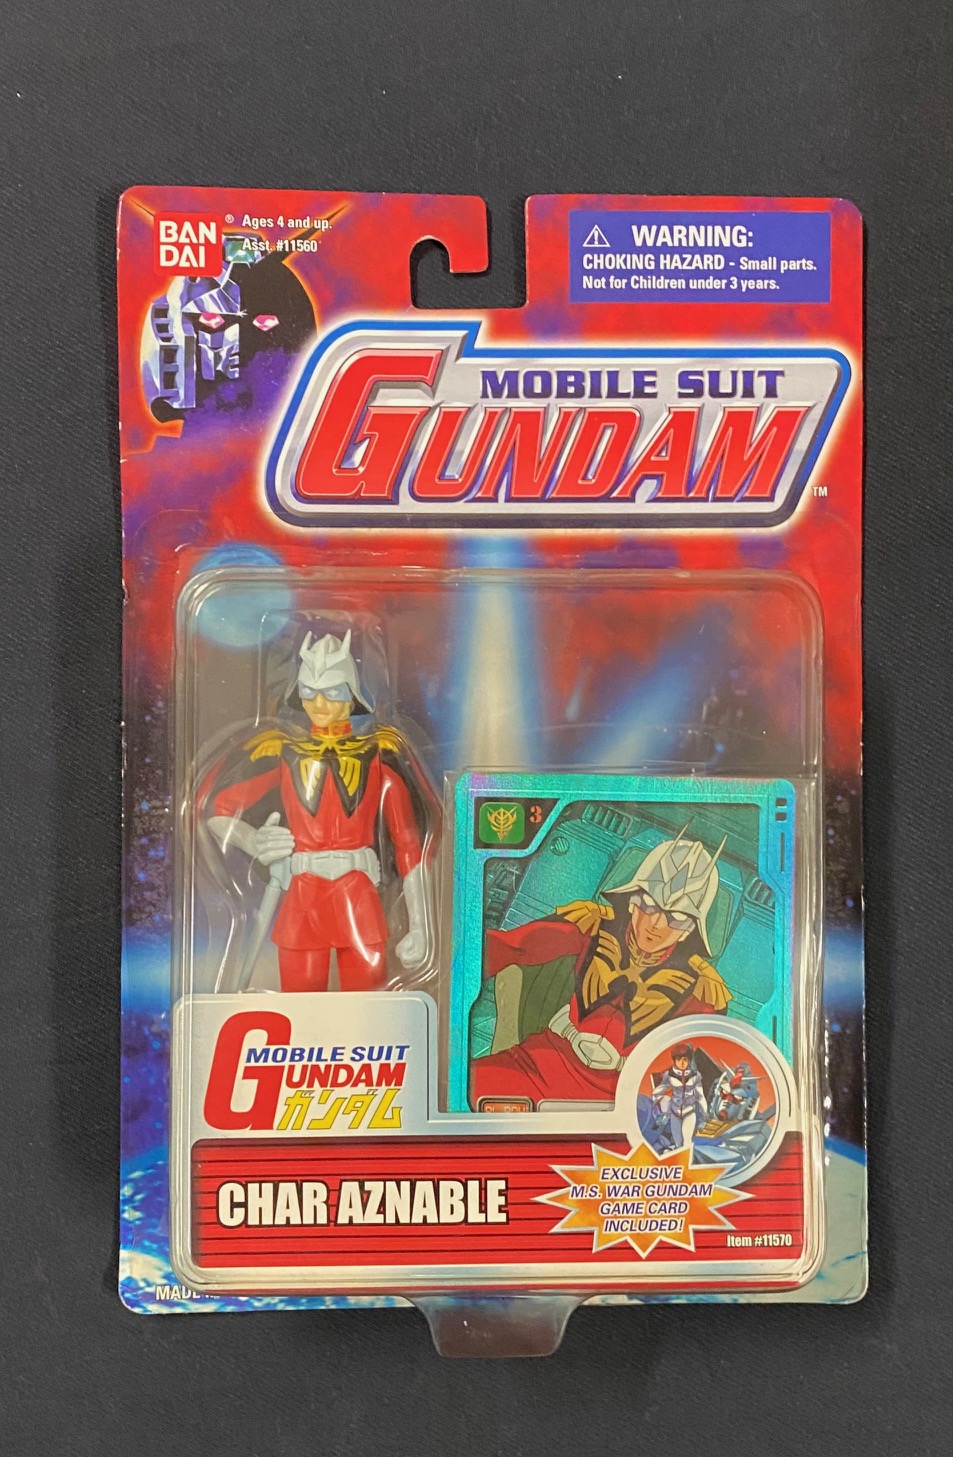 BAN
DAI
®
Ages 4 and up.
Asst. #11560
WARNING:
CHOKING HAZARD - Small parts.
Not for Children under 3 years.
MOBILE SUIT
GUNDAM
TM
3
MOBILE SUIT
GUNDAM
ガンダム
CHAR AZNABLE
EXCLUSIVE
M.S. WAR GUNDAM
GAME CARD
INCLUDED!
Item #11570
MADE